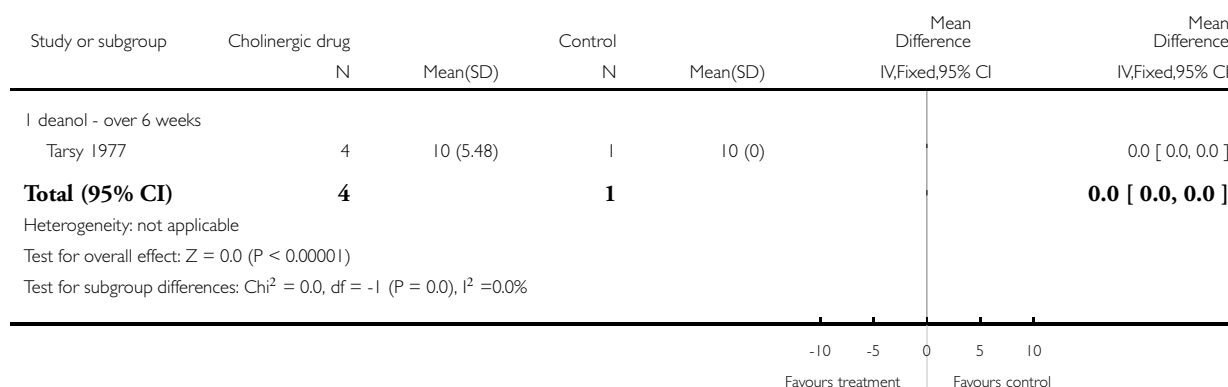 Study or subgroup Cholinergic drug Control Mean Difference Mean Difference
N Mean(SD) N Mean(SD) IV,Fixed,95% CI IV,Fixed,95% CI
1 deanol - over 6 weeks
Tarsy 1977 4 10 (5.48) 1 10 (0) 0.0 [ 0.0, 0.0 ]
Total (95% CI) 4 1 0.0 [ 0.0, 0.0 ]
Heterogeneity: not applicable
Test for overall effect: Z = 0.0 (P < 0.00001)
Test for subgroup differences: Chi² = 0.0, df = -1 (P = 0.0), I² =0.0%
-10 -5 0 5 10
Favours treatment Favours control